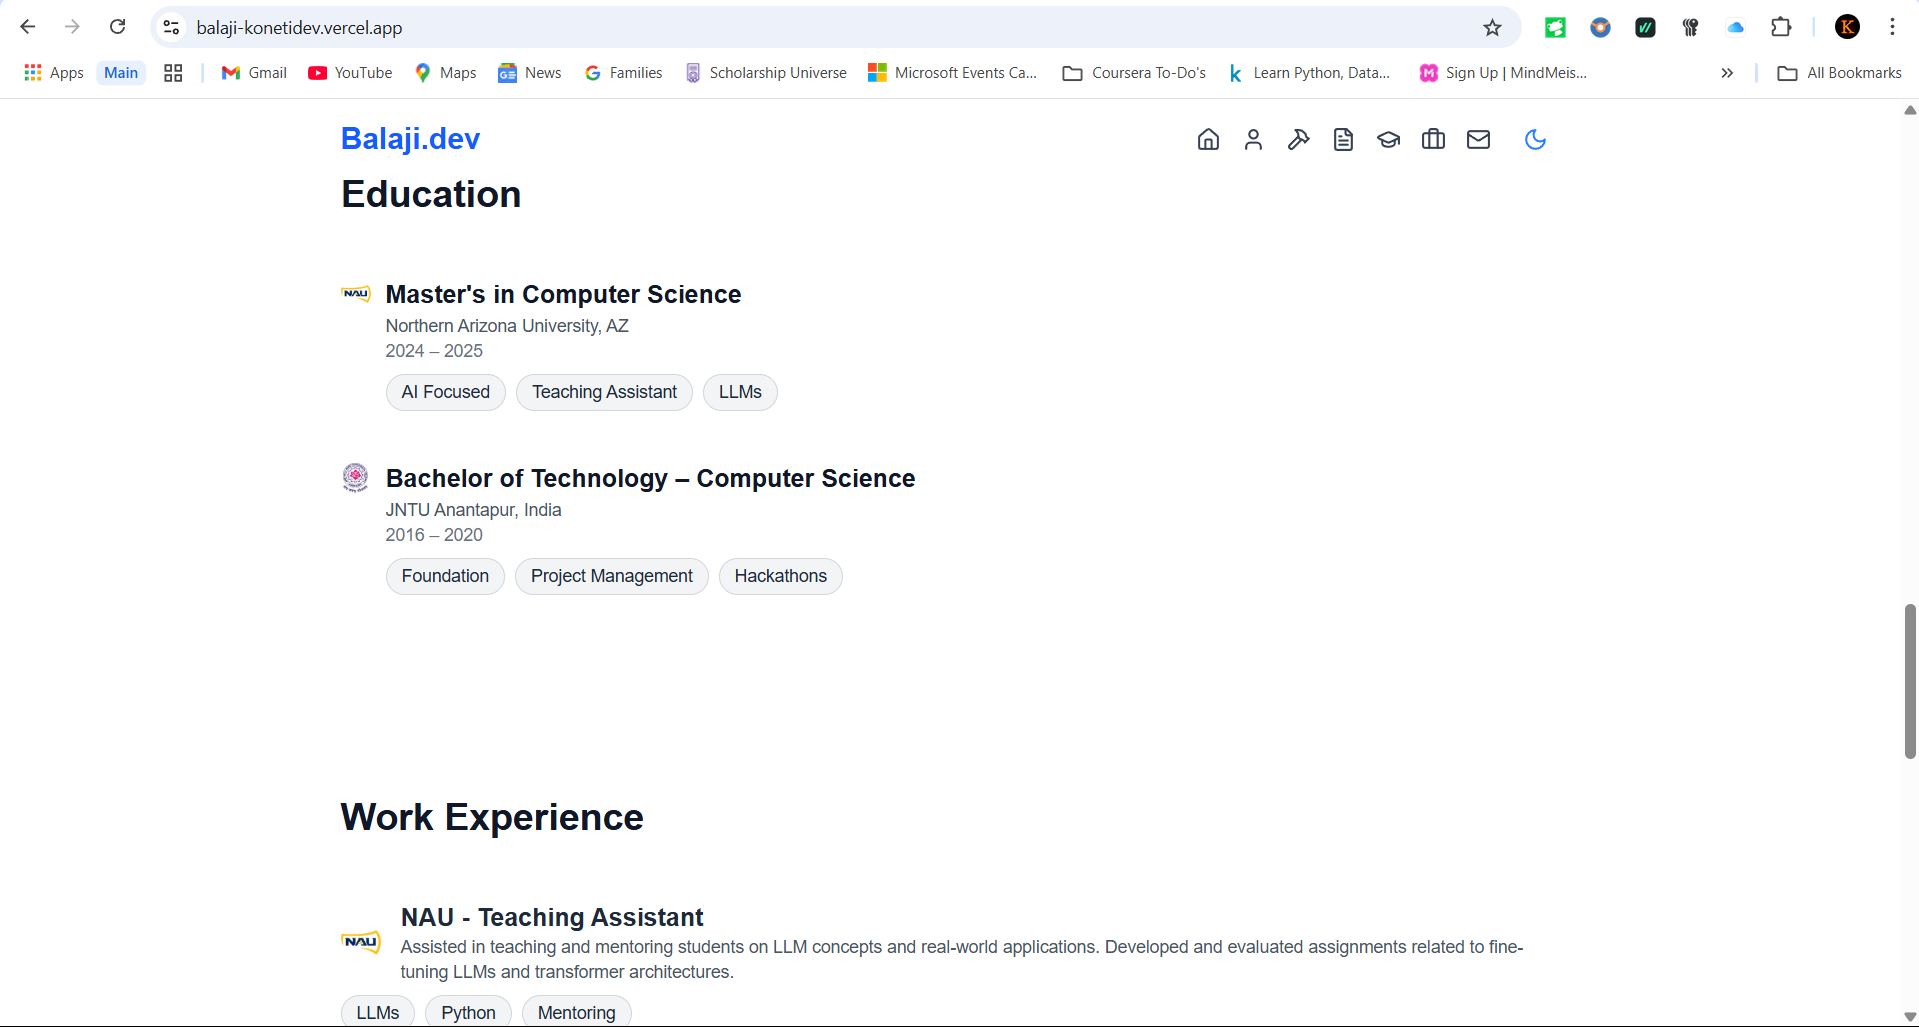 balaji-konetidev.vercel.app
K
Apps Main Gmail YouTube Maps News Families Scholarship Universe Microsoft Events Ca... Coursera To-Do's Learn Python, Data... Sign Up | MindMeis... » All Bookmarks
Balaji.dev
Education
NAU Master's in Computer Science
Northern Arizona University, AZ
2024 – 2025
AI Focused Teaching Assistant LLMs
Bachelor of Technology – Computer Science
JNTU Anantapur, India
2016 – 2020
Foundation Project Management Hackathons
Work Experience
NAU - Teaching Assistant
NAU
Assisted in teaching and mentoring students on LLM concepts and real-world applications. Developed and evaluated assignments related to fine-
tuning LLMs and transformer architectures.
LLMs Python Mentoring